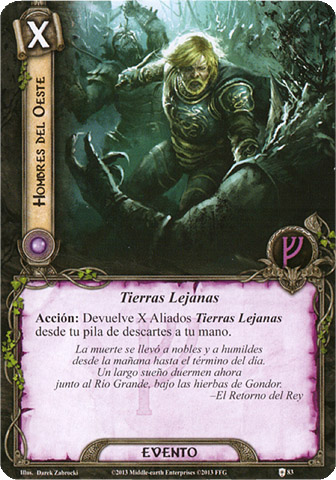 X
HOMBRES DEL OESTE
Tierras Lejanas
Acción: Devuelve X Aliados Tierras Lejanas
desde tu pila de descartes a tu mano.
La muerte se llevó a nobles y a humildes
desde la mañana hasta el término del día.
Un largo sueño duermen ahora
junto al Río Grande, bajo las hierbas de Gondor.
–El Retorno del Rey
EVENTO
Illus. Darek Zabrocki
©2013 Middle-earth Enterprises ©2013 FFG
83